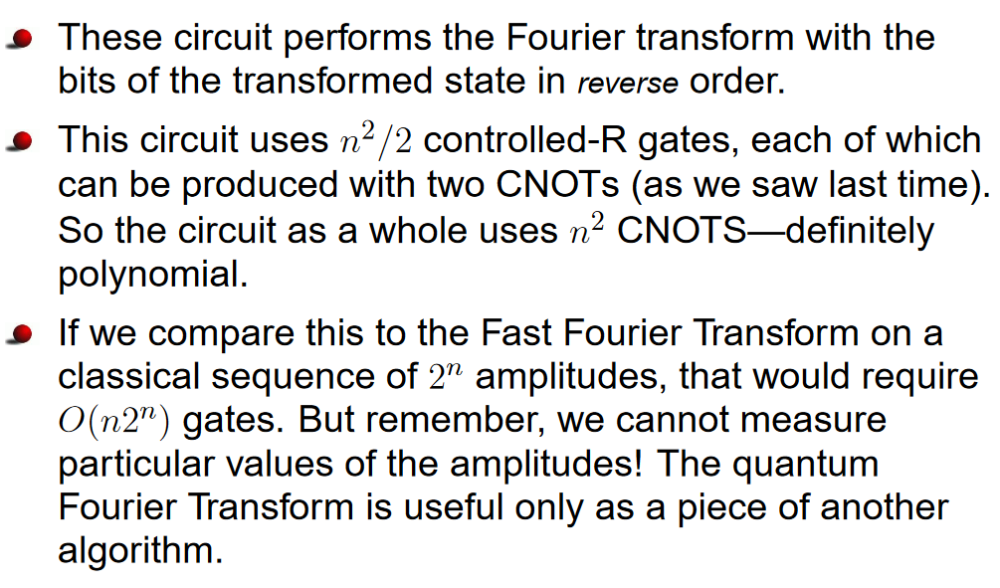 These circuit performs the Fourier transform with the
bits of the transformed state in reverse order.
This circuit uses n²/2 controlled-R gates, each of which
can be produced with two CNOTs (as we saw last time).
So the circuit as a whole uses n² CNOTS—definitely
polynomial.
If we compare this to the Fast Fourier Transform on a
classical sequence of 2ⁿ amplitudes, that would require
O(n2ⁿ) gates. But remember, we cannot measure
particular values of the amplitudes! The quantum
Fourier Transform is useful only as a piece of another
algorithm.